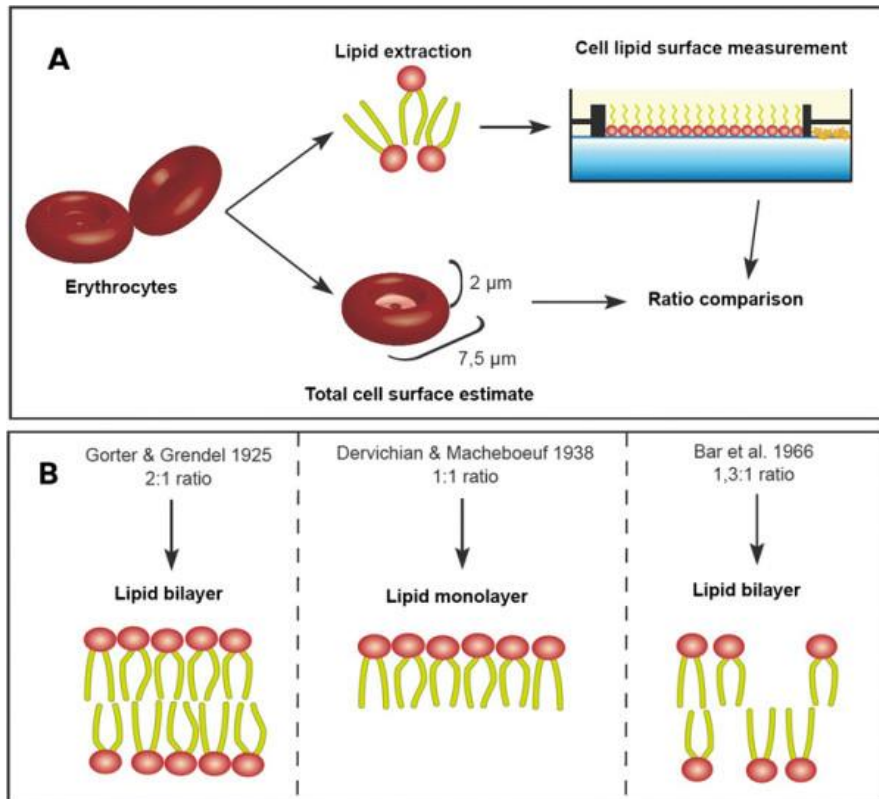 A
Lipid extraction
Cell lipid surface measurement
Erythrocytes
2 µm
7,5 µm
Total cell surface estimate
Ratio comparison
B
Gorter & Grendel 1925
2:1 ratio
Lipid bilayer
Dervichian & Macheboeuf 1938
1:1 ratio
Lipid monolayer
Bar et al. 1966
1,3:1 ratio
Lipid bilayer